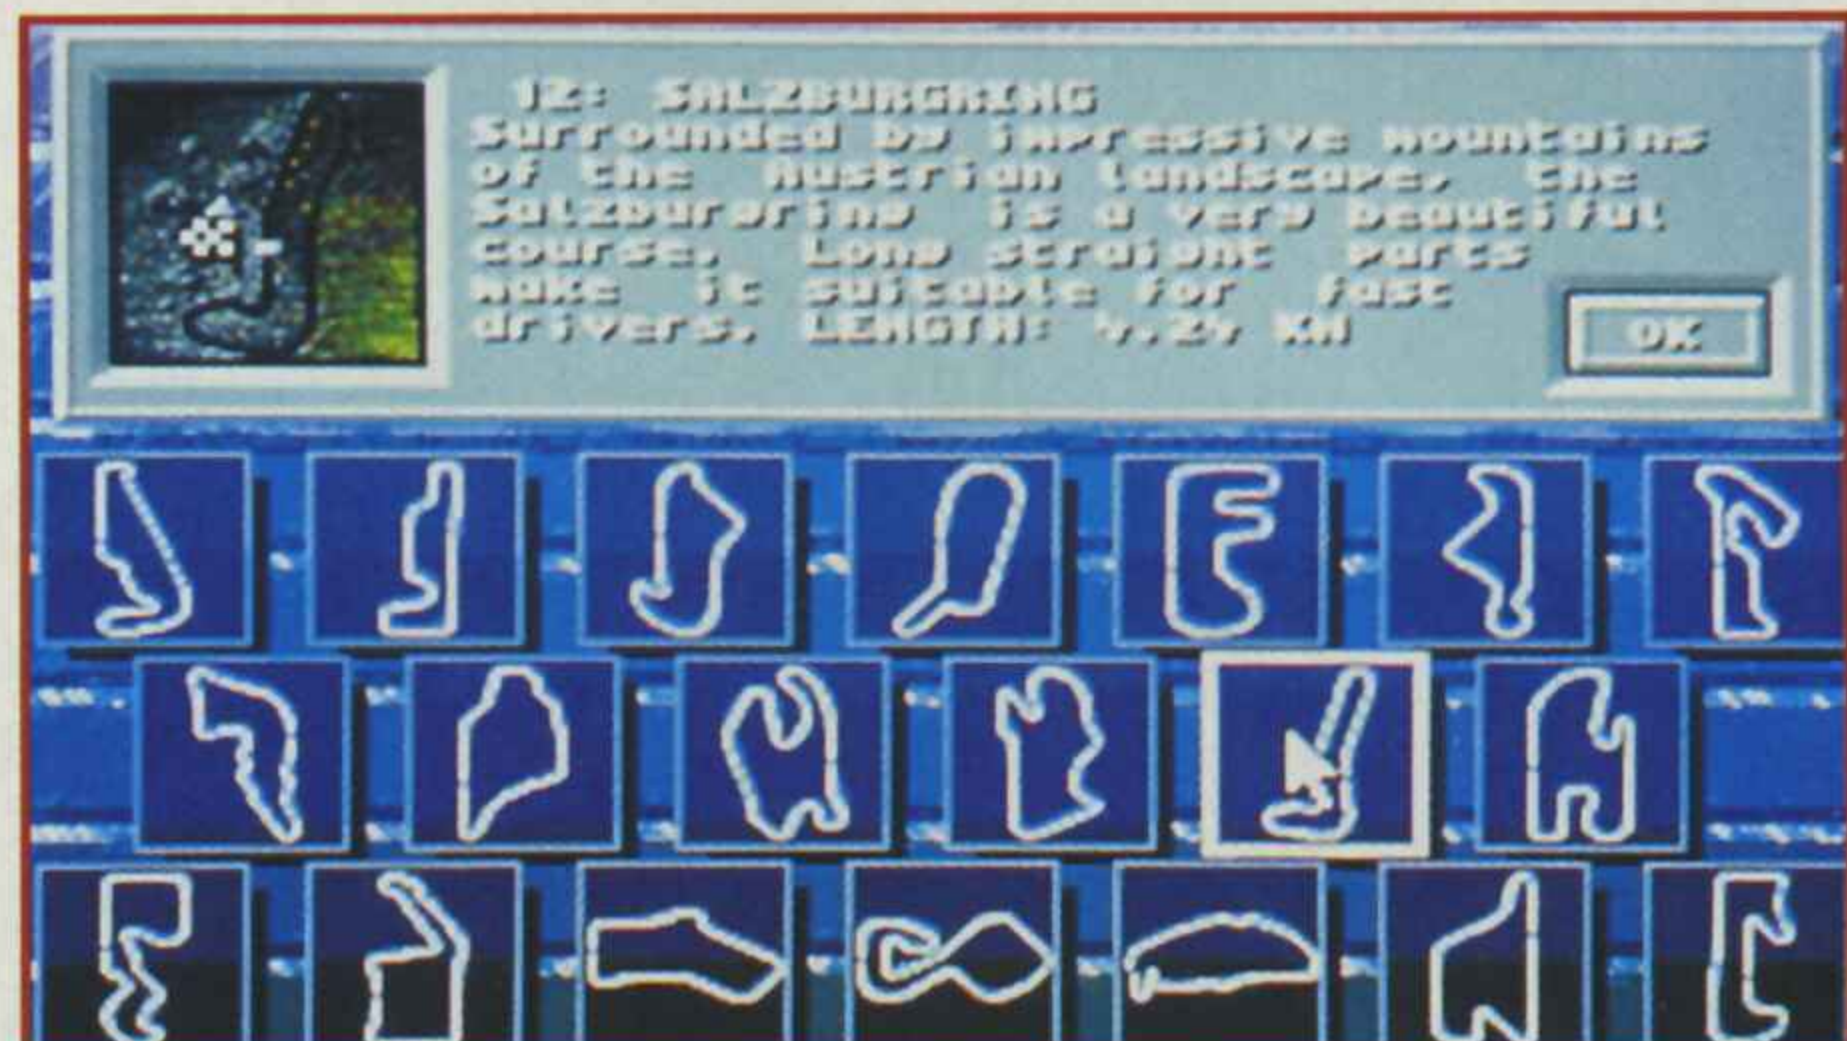 12: SALZBURGRING
Surrounded by impressive mountains
of the Austrian landscape, the
Salzburgring is a very beautiful
course. Long straight parts
make it suitable for fast
drivers. LENGTH: 4.24 KM
OK